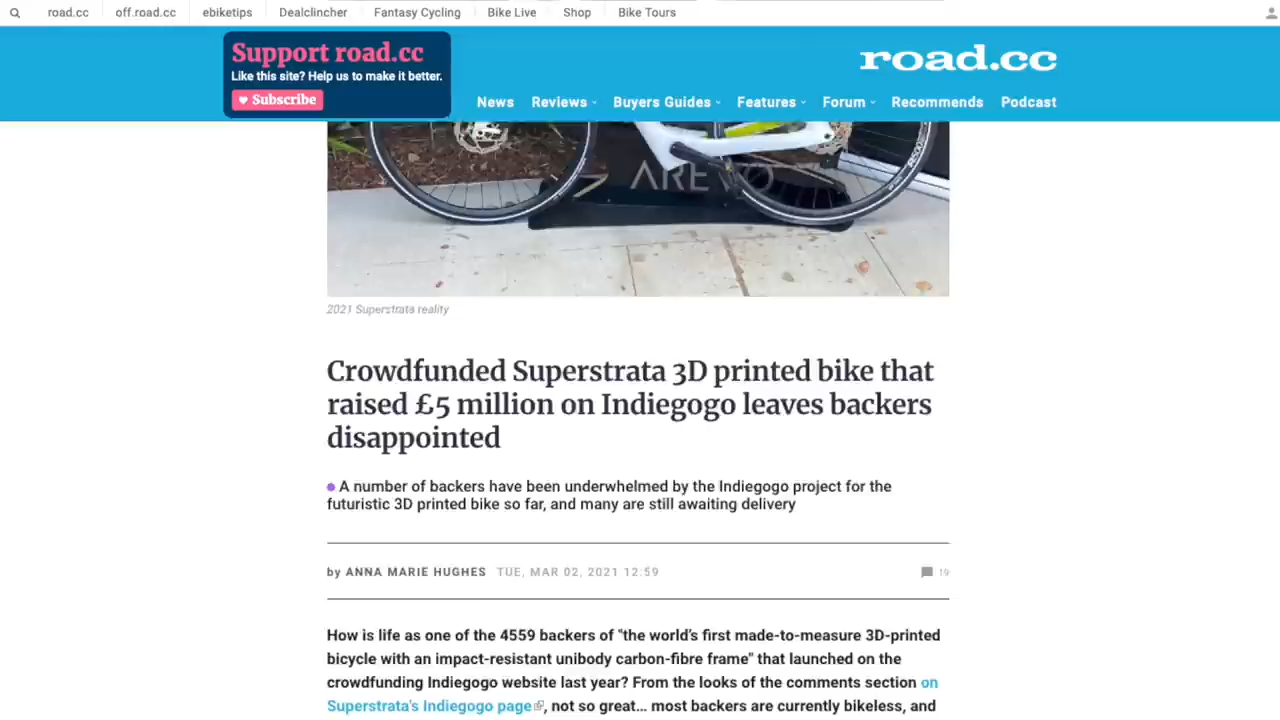 road.cc
off.road.cc
ebiketips
Dealclincher
Fantasy Cycling
Bike Live
Shop
Bike Tours
Support road.cc
Like this site? Help us to make it better.
Subscribe
road.cc
News
Reviews
Buyers Guides
Features
Forum
Recommends
Podcast
AREVO
2021 Superstrata reality
Crowdfunded Superstrata 3D printed bike that
raised £5 million on Indiegogo leaves backers
disappointed
A number of backers have been underwhelmed by the Indiegogo project for the
futuristic 3D printed bike so far, and many are still awaiting delivery
by ANNA MARIE HUGHES TUE, MAR 02, 2021 12:59
19
How is life as one of the 4559 backers of "the world's first made-to-measure 3D-printed
bicycle with an impact-resistant unibody carbon-fibre frame" that launched on the
crowdfunding Indiegogo website last year? From the looks of the comments section on
Superstrata's Indiegogo page, not so great... most backers are currently bikeless, and